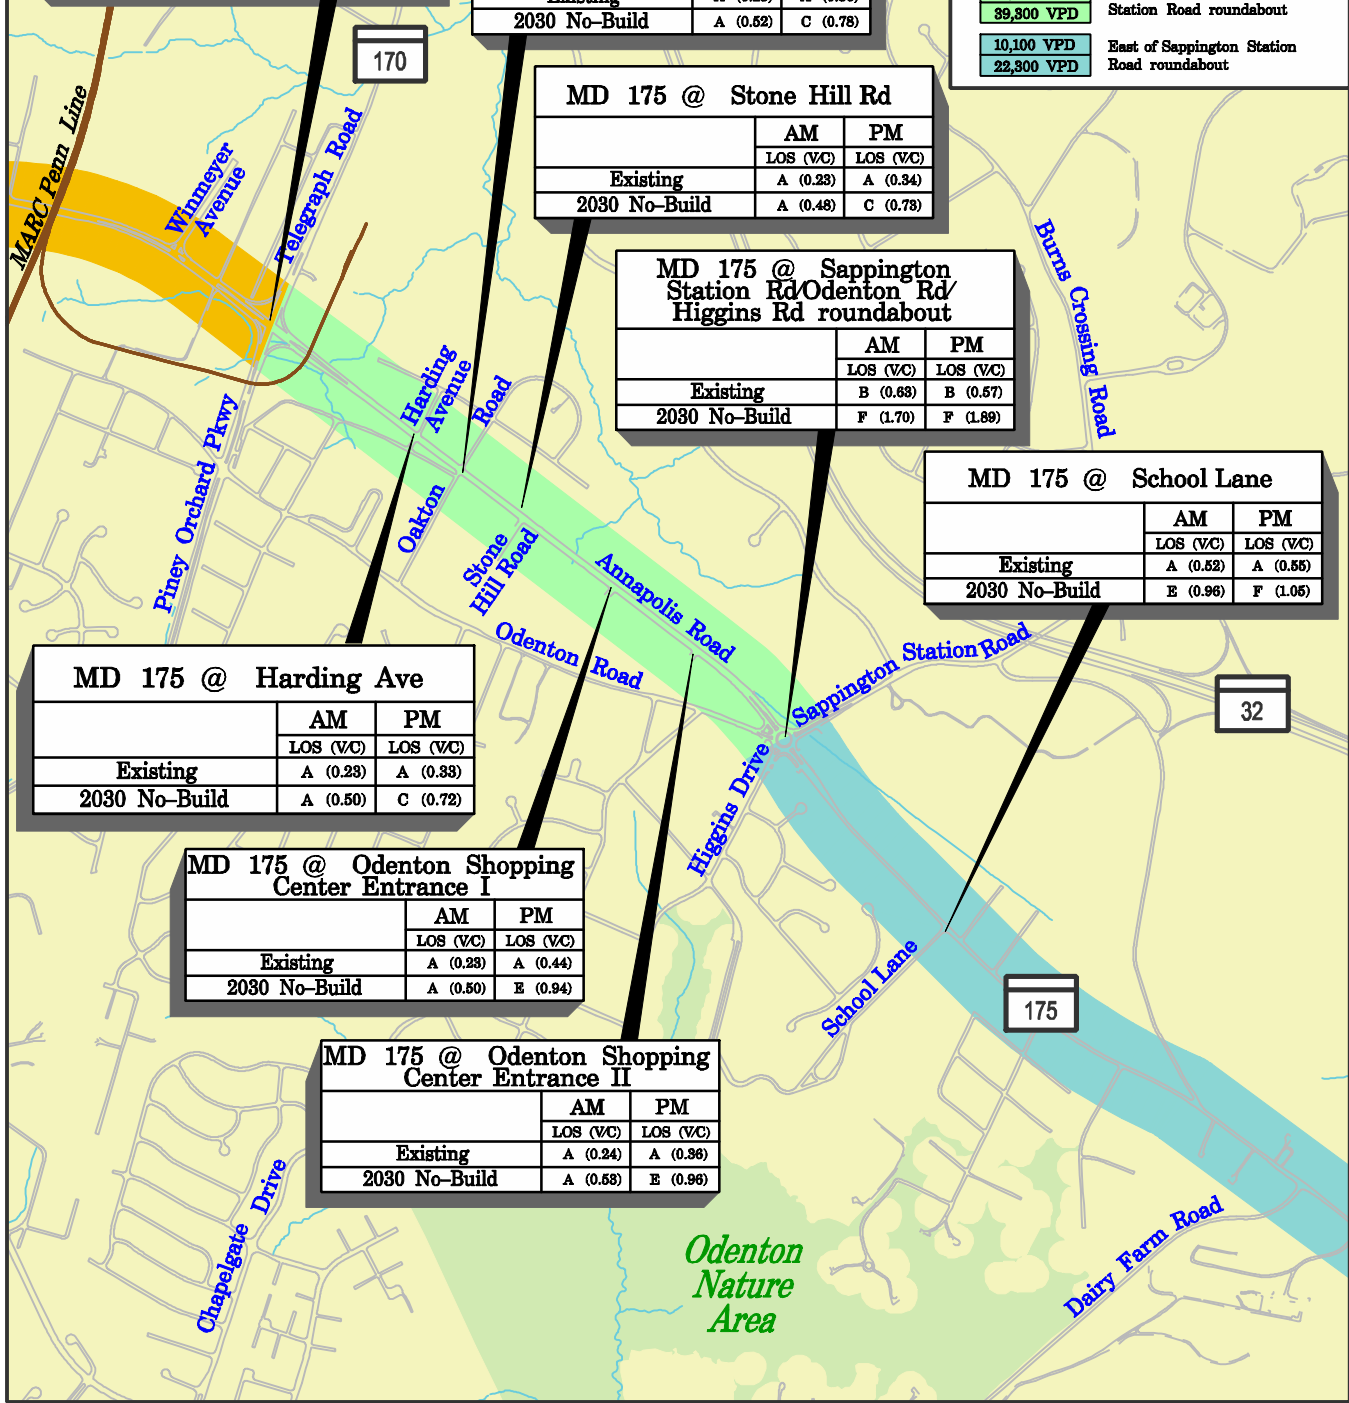 2030 No–Build A (0.52) C (0.78)
39,300 VPD Station Road roundabout
10,100 VPD East of Sappington Station
22,300 VPD Road roundabout
170
MARC Penn Line
Winmeyer
Avenue
Telegraph Road
MD 175 @ Stone Hill Rd
AM PM
LOS (V/C) LOS (V/C)
Existing A (0.23) A (0.34)
2030 No–Build A (0.48) C (0.73)
Burns Crossing Road
MD 175 @ Sappington
Station Rd/Odenton Rd/
Higgins Rd roundabout
AM PM
LOS (V/C) LOS (V/C)
Existing B (0.63) B (0.57)
2030 No–Build F (1.70) F (1.89)
Harding
Avenue
Oakton Road
Piney Orchard Pkwy
Stone
Hill Road
Annapolis Road
Odenton Road
MD 175 @ School Lane
AM PM
LOS (V/C) LOS (V/C)
Existing A (0.52) A (0.55)
2030 No–Build E (0.96) F (1.05)
Sappington Station Road
32
MD 175 @ Harding Ave
AM PM
LOS (V/C) LOS (V/C)
Existing A (0.23) A (0.33)
2030 No–Build A (0.50) C (0.72)
Higgins Drive
MD 175 @ Odenton Shopping
Center Entrance I
AM PM
LOS (V/C) LOS (V/C)
Existing A (0.23) A (0.44)
2030 No–Build A (0.50) E (0.94)
School Lane
175
MD 175 @ Odenton Shopping
Center Entrance II
AM PM
LOS (V/C) LOS (V/C)
Existing A (0.24) A (0.36)
2030 No–Build A (0.53) E (0.96)
Chapelgate Drive
Odenton
Nature
Area
Dairy Farm Road